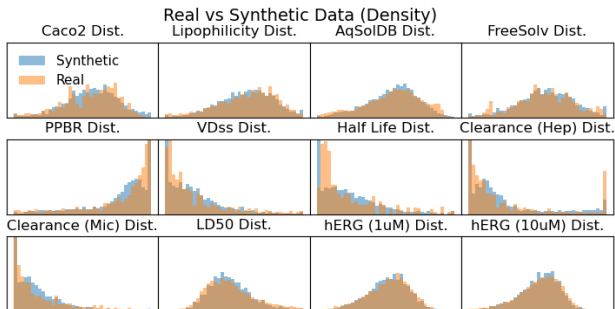 Real vs Synthetic Data (Density)
Caco2 Dist. Lipophilicity Dist. AqSolDB Dist. FreeSolv Dist.
Synthetic
Real
PPBR Dist. VDss Dist. Half Life Dist. Clearance (Hep) Dist.
Clearance (Mic) Dist. LD50 Dist. hERG (1uM) Dist. hERG (10uM) Dist.